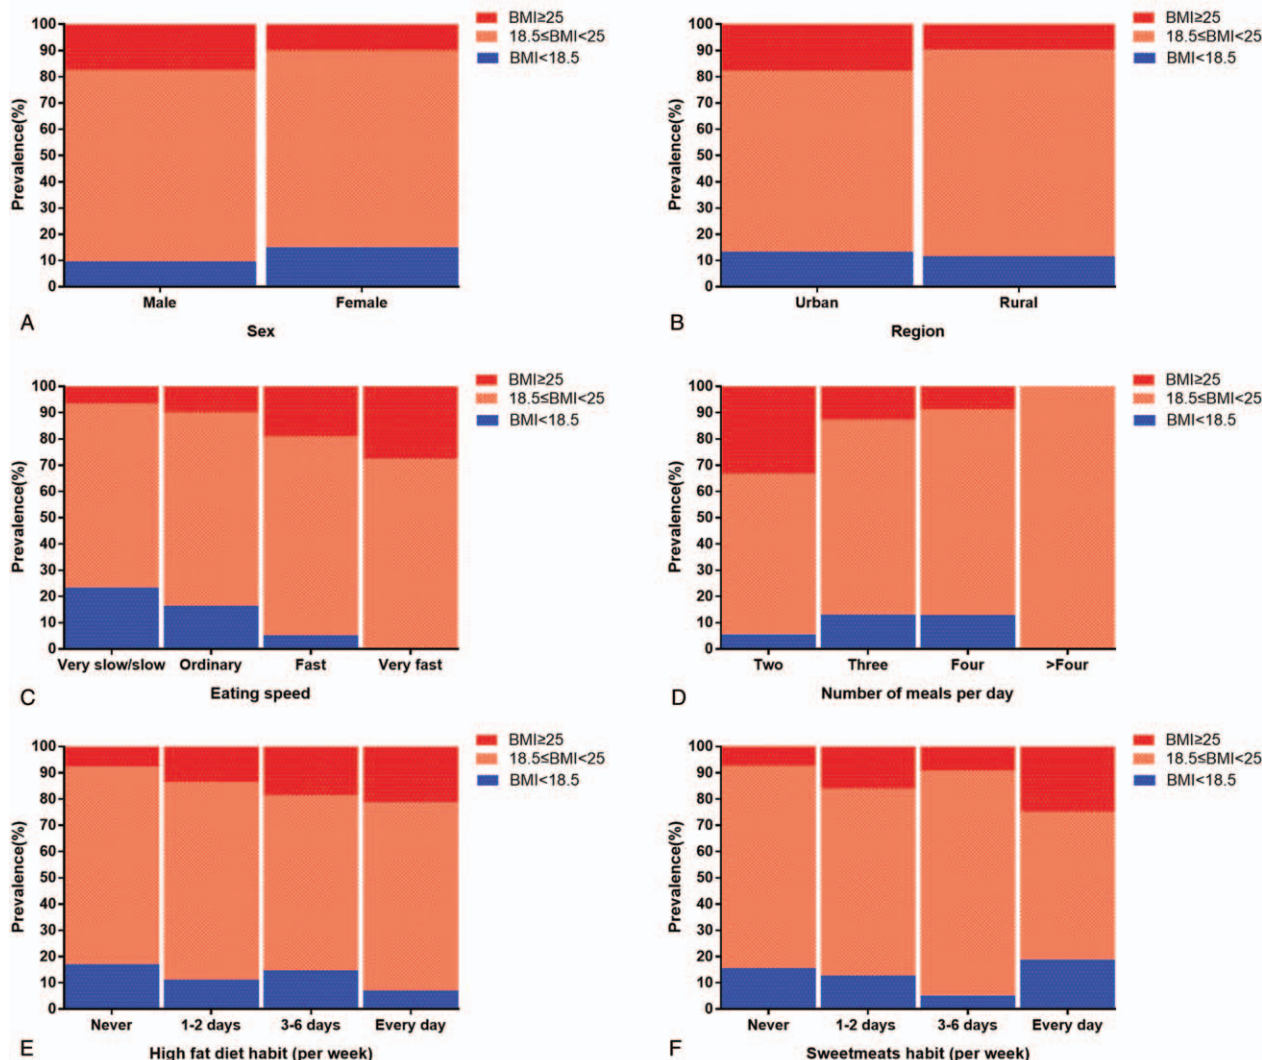 100
90
80
70
60
50
40
30
20
10
0
Prevalence(%)
Male Female
Sex
A
BMI≥25
18.5≤BMI<25
BMI<18.5
100
90
80
70
60
50
40
30
20
10
0
Prevalence(%)
Urban Rural
Region
B
BMI≥25
18.5≤BMI<25
BMI<18.5
100
90
80
70
60
50
40
30
20
10
0
Prevalence(%)
Very slow/slow Ordinary Fast Very fast
Eating speed
C
BMI≥25
18.5≤BMI<25
BMI<18.5
100
90
80
70
60
50
40
30
20
10
0
Prevalence(%)
Two Three Four >Four
Number of meals per day
D
BMI≥25
18.5≤BMI<25
BMI<18.5
100
90
80
70
60
50
40
30
20
10
0
Prevalence(%)
Never 1-2 days 3-6 days Every day
High fat diet habit (per week)
E
BMI≥25
18.5≤BMI<25
BMI<18.5
100
90
80
70
60
50
40
30
20
10
0
Prevalence(%)
Never 1-2 days 3-6 days Every day
Sweetmeats habit (per week)
F
BMI≥25
18.5≤BMI<25
BMI<18.5